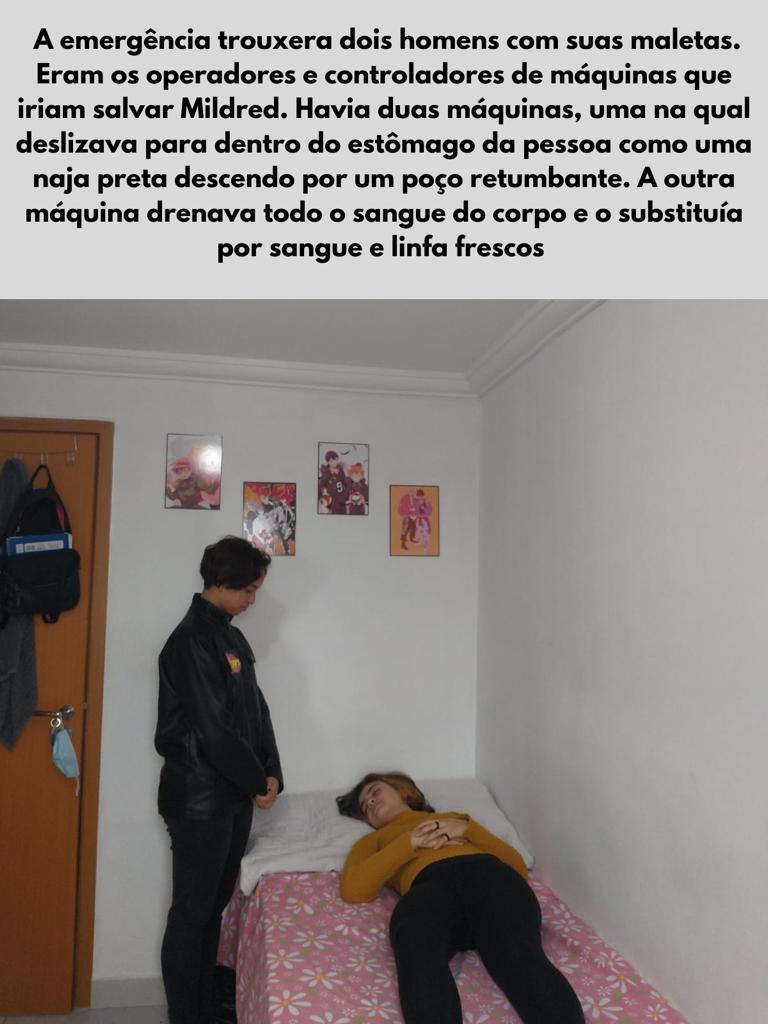 A emergência trouxera dois homens com suas maletas.
Eram os operadores e controladores de máquinas que
iriam salvar Mildred. Havia duas máquinas, uma na qual
deslizava para dentro do estômago da pessoa como uma
naja preta descendo por um poço retumbante. A outra
máquina drenava todo o sangue do corpo e o substituía
por sangue e linfa frescos